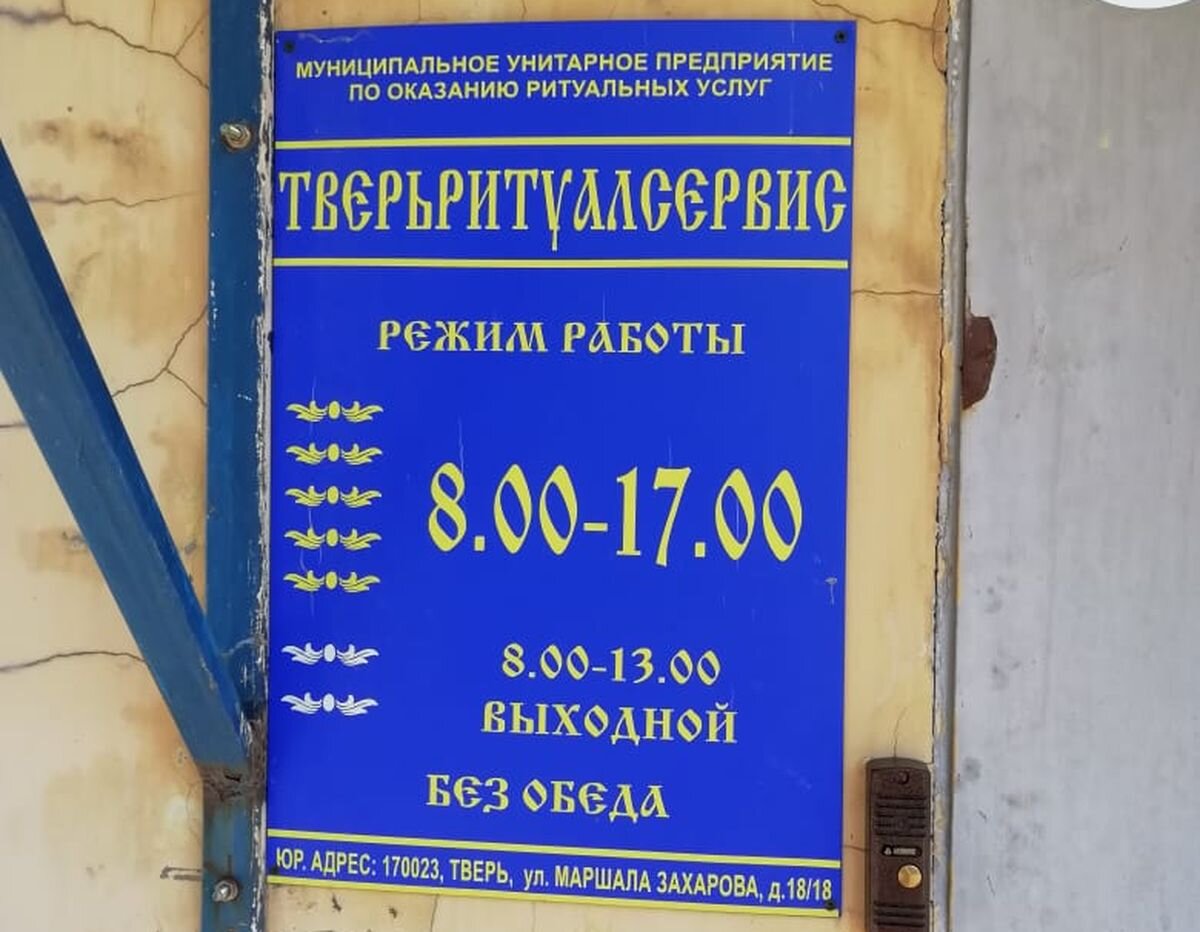 МУНИЦИПАЛЬНОЕ УНИТАРНОЕ ПРЕДПРИЯТИЕ
ПО ОКАЗАНИЮ РИТУАЛЬНЫХ УСЛУГ
ТВЕРЬРИТУАЛСЕРВИС
РЕЖИМ РАБОТЫ
8.00-17.00
8.00-13.00
ВЫХОДНОЙ
БЕЗ ОБЕДА
ЮР. АДРЕС: 170023, ТВЕРЬ, ул. МАРШАЛА ЗАХАРОВА, д.18/18